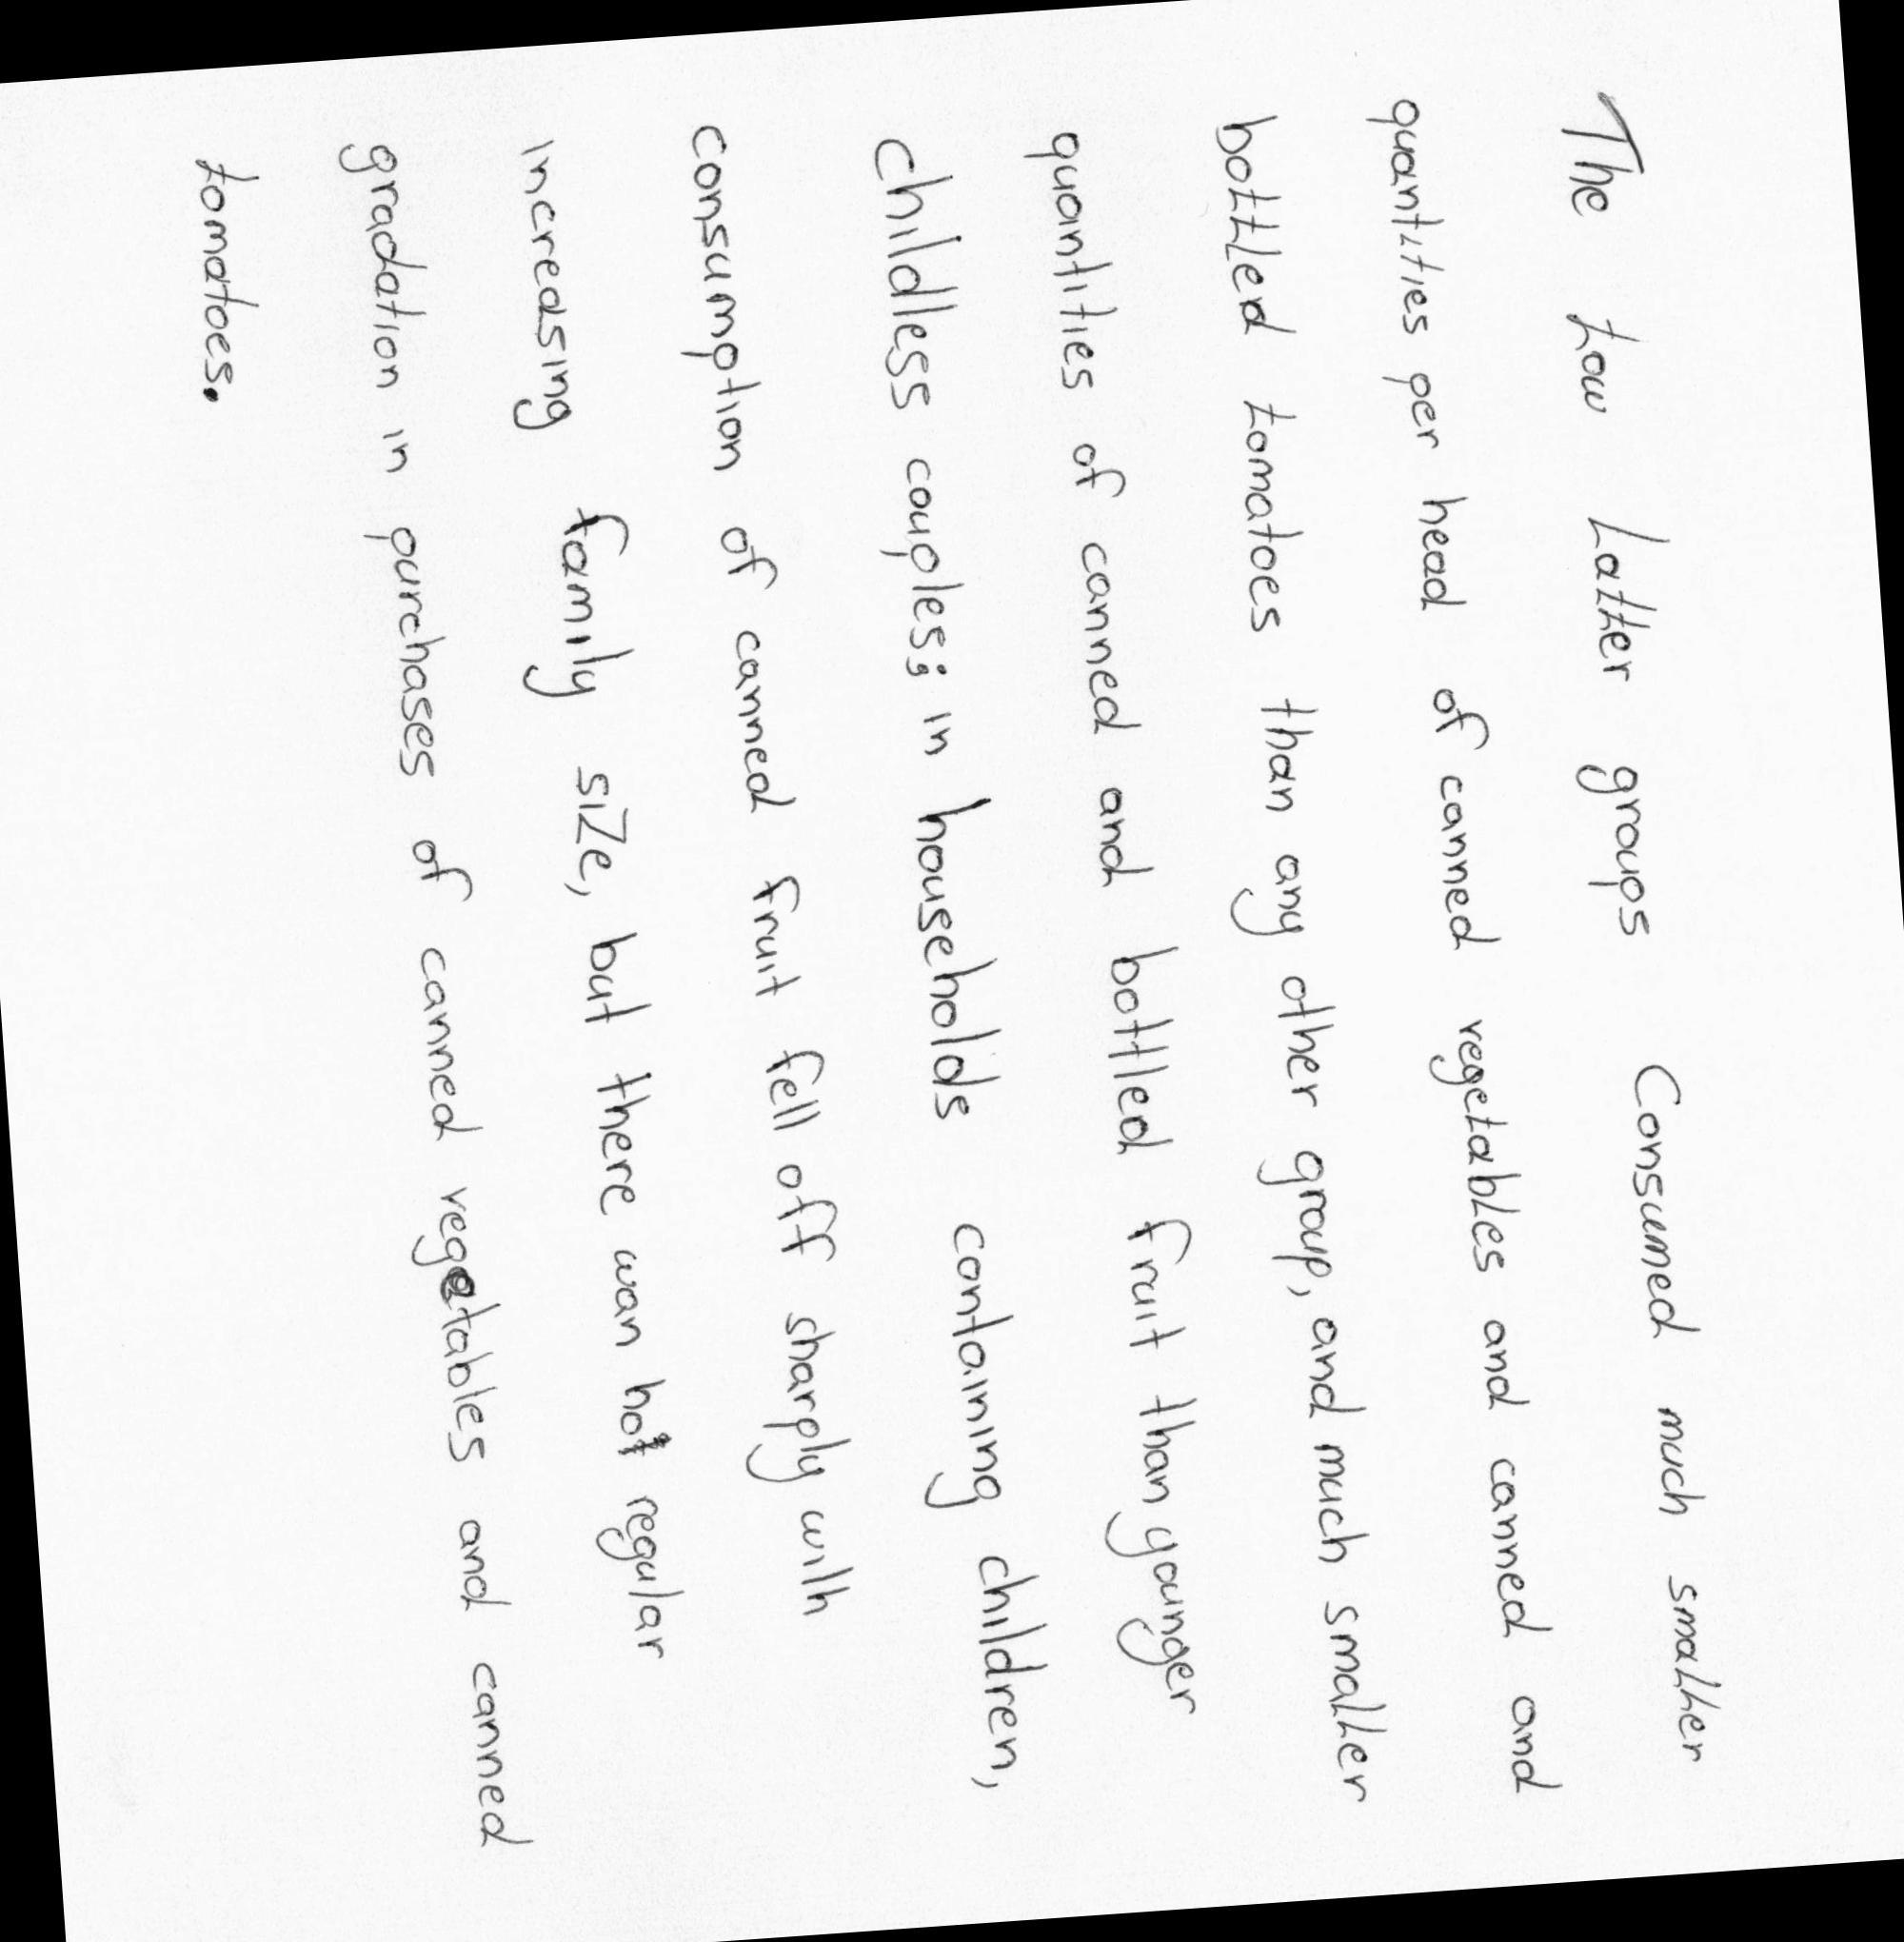 The tow latter groups Consumed much smaller
quantities per head of canned vegetables and canned and
bottled tomatoes than any other group, and much smaller
quantities of canned and bottled fruit than younger
childless couples; in households containing children,
consumption of canned fruit fell off sharply with
increasing family size, but there wan not regular
gradation in purchases of canned vegetables and canned
tomatoes.